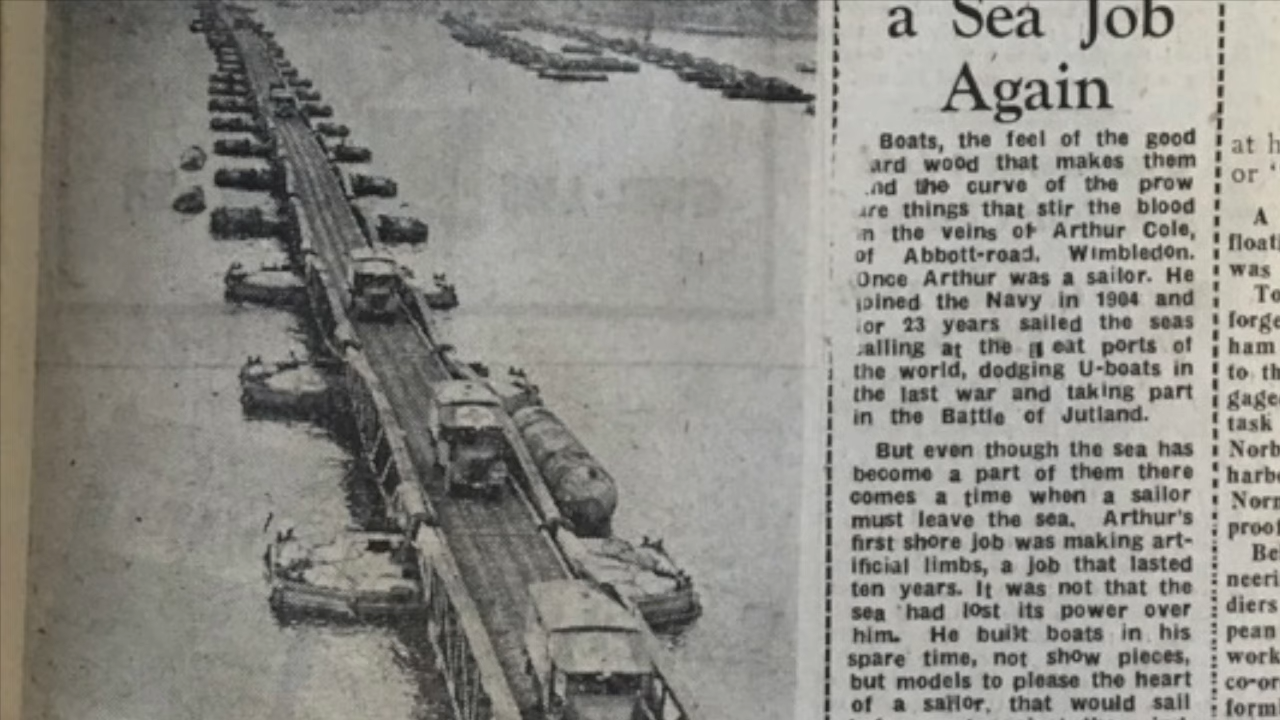 a Sea Job
Again
Boats, the feel of the good
ard wood that makes them
nd the curve of the prow
are things that stir the blood
n the veins of Arthur Cole,
of Abbott-road, Wimbledon.
Once Arthur was a sailor. He
joined the Navy in 1904 and
for 23 years sailed the seas
calling at the g eat ports of
the world, dodging U-boats in
the last war and taking part
in the Battle of Jutland.
But even though the sea has
become a part of them there
comes a time when a sailor
must leave the sea. Arthur's
first shore job was making art-
ificial limbs, a job that lasted
ten years. It was not that the
sea had lost its power over
him. He built boats in his
spare time, not show pieces,
but models to please the heart
of a sailor, that would sail
at h
or '
A
floati
was
To
forge
ham
to th
gage
task
Norb
harb
Norr
proo
Be
neeri
diers
pean
work
co-or
form